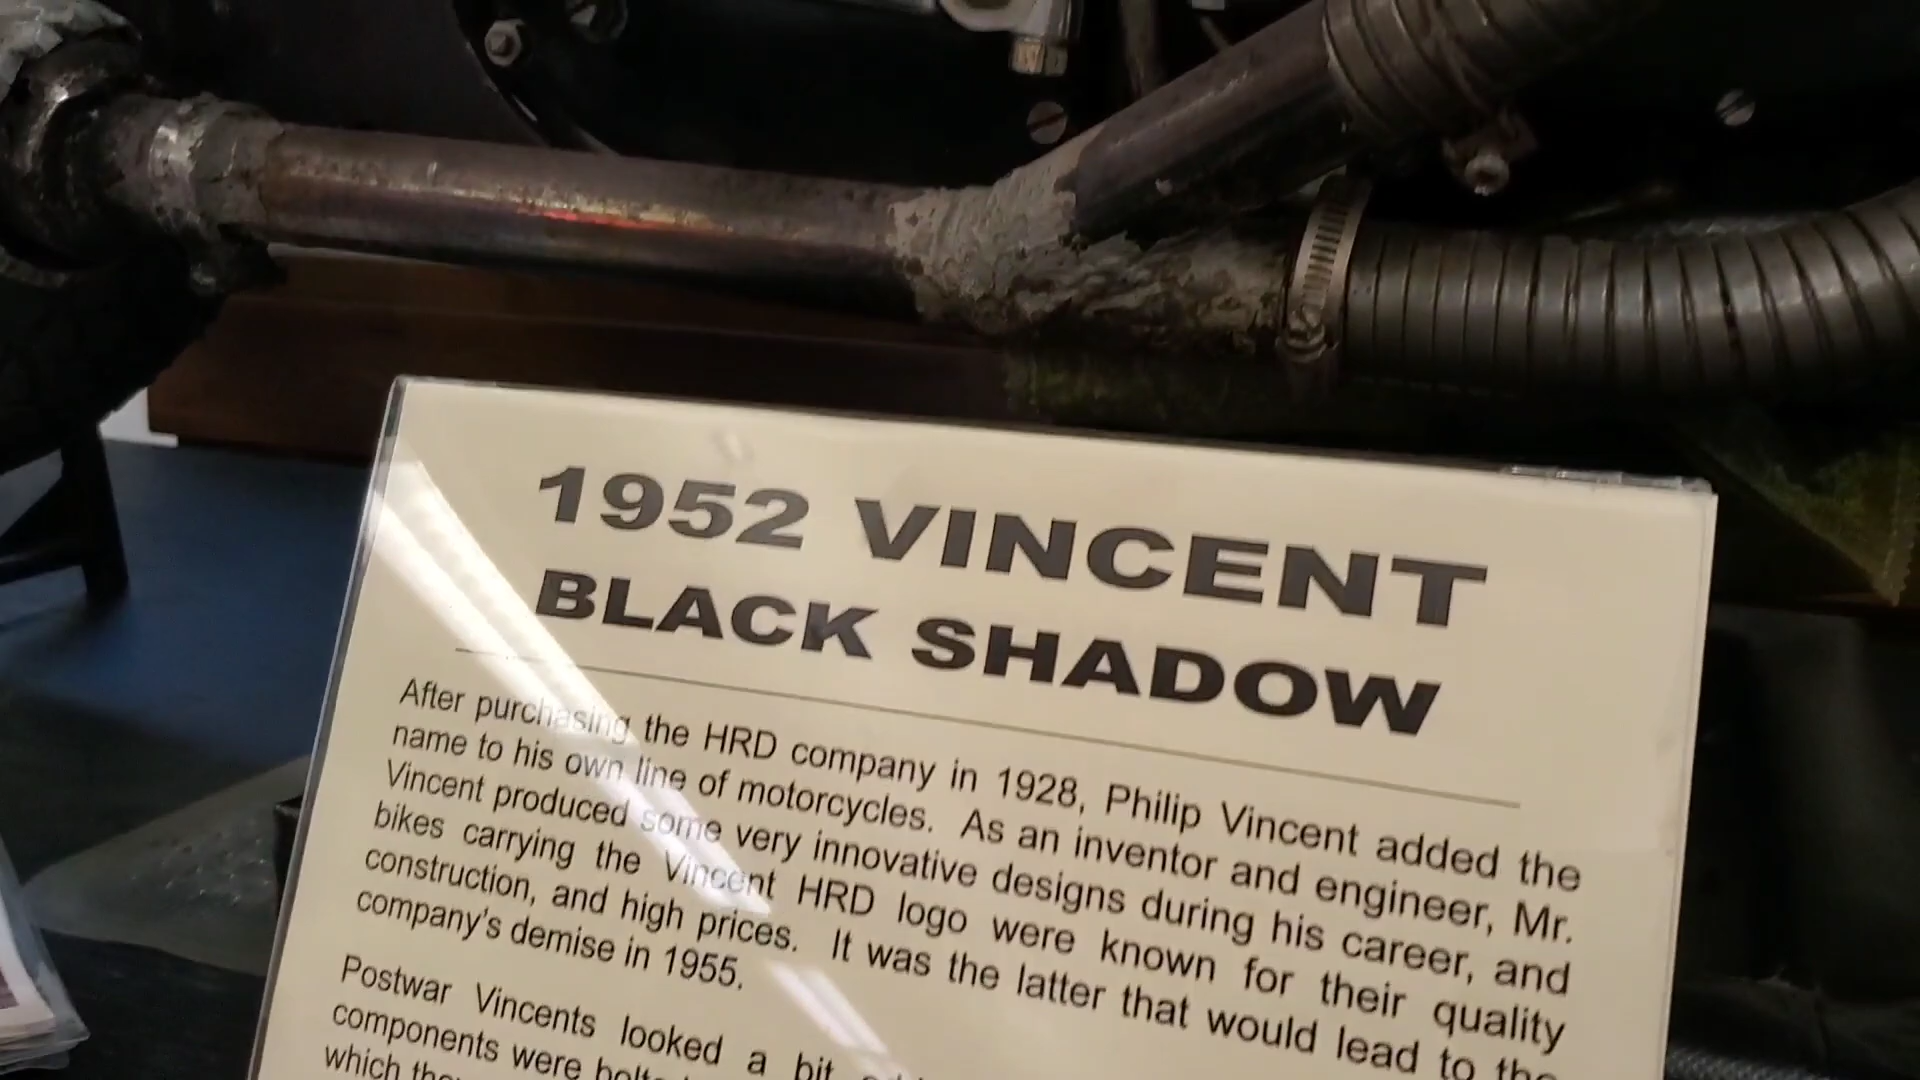 1952 VINCENT
BLACK SHADOW
After purchasing the HRD company in 1928, Philip Vincent added the
name to his own line of motorcycles. As an inventor and engineer, Mr.
Vincent produced some very innovative designs during his career, and
bikes carrying the Vincent HRD logo were known for their quality
construction, and high prices. It was the latter that would lead to the
company's demise in 1955.
Postwar Vincents looked a bit
components were
which